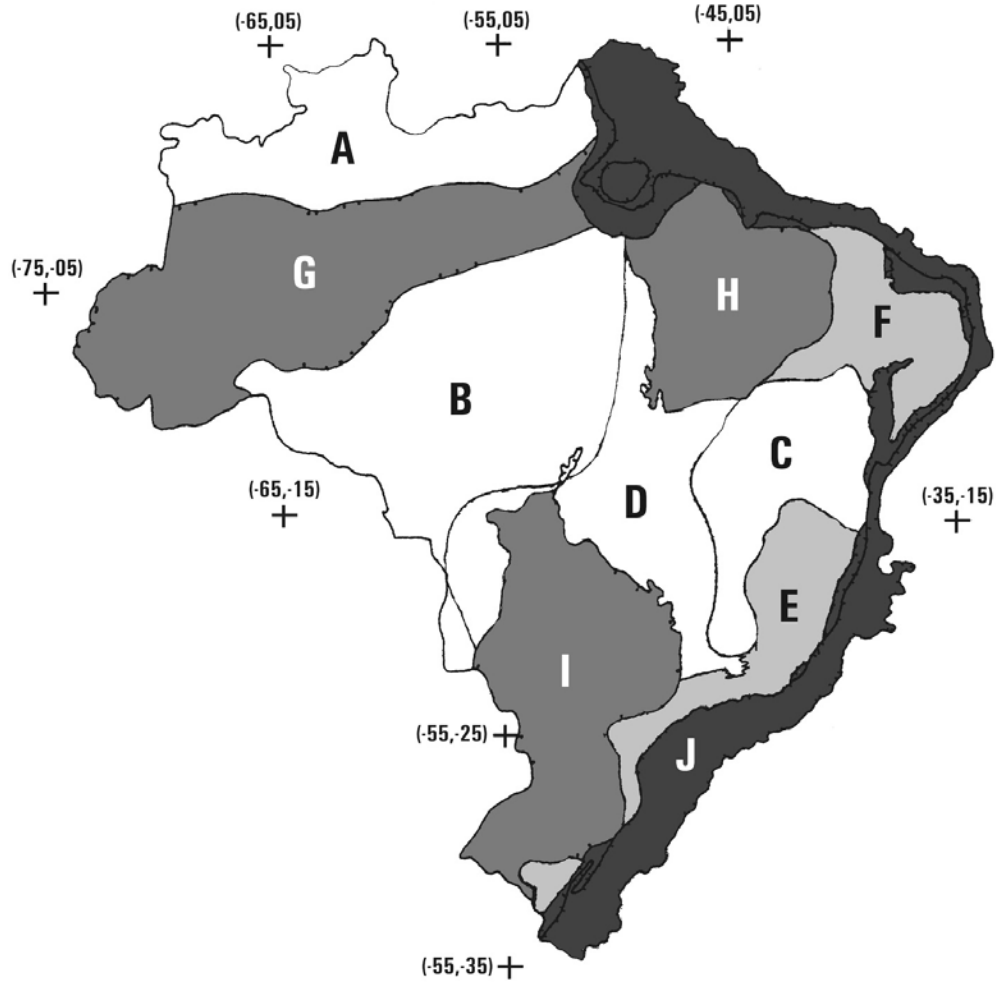 (-65,05)
(-55,05)
(-45,05)
A
G
(-75,-05)
H
F
B
C
(-65,-15)
D
(-35,-15)
E
I
(-55,-25)
J
(-55,-35)